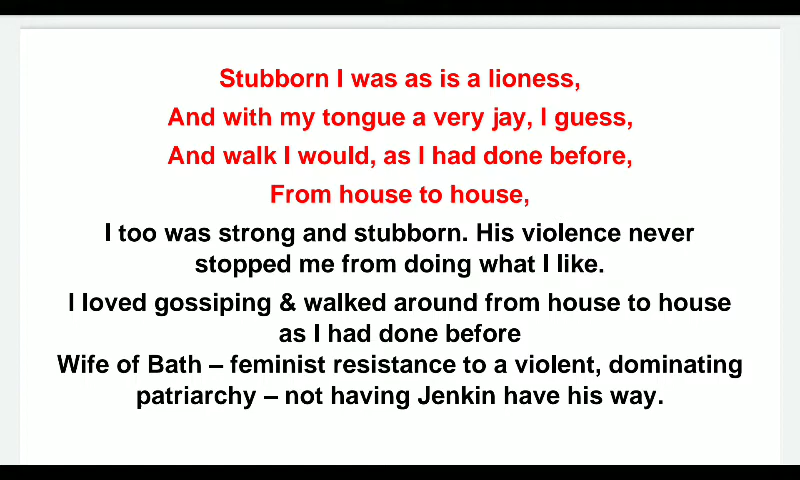 Stubborn I was as is a lioness,
And with my tongue a very jay, I guess,
And walk I would, as I had done before,
From house to house,
I too was strong and stubborn. His violence never
stopped me from doing what I like.
I loved gossiping & walked around from house to house
as I had done before
Wife of Bath – feminist resistance to a violent, dominating
patriarchy – not having Jenkin have his way.